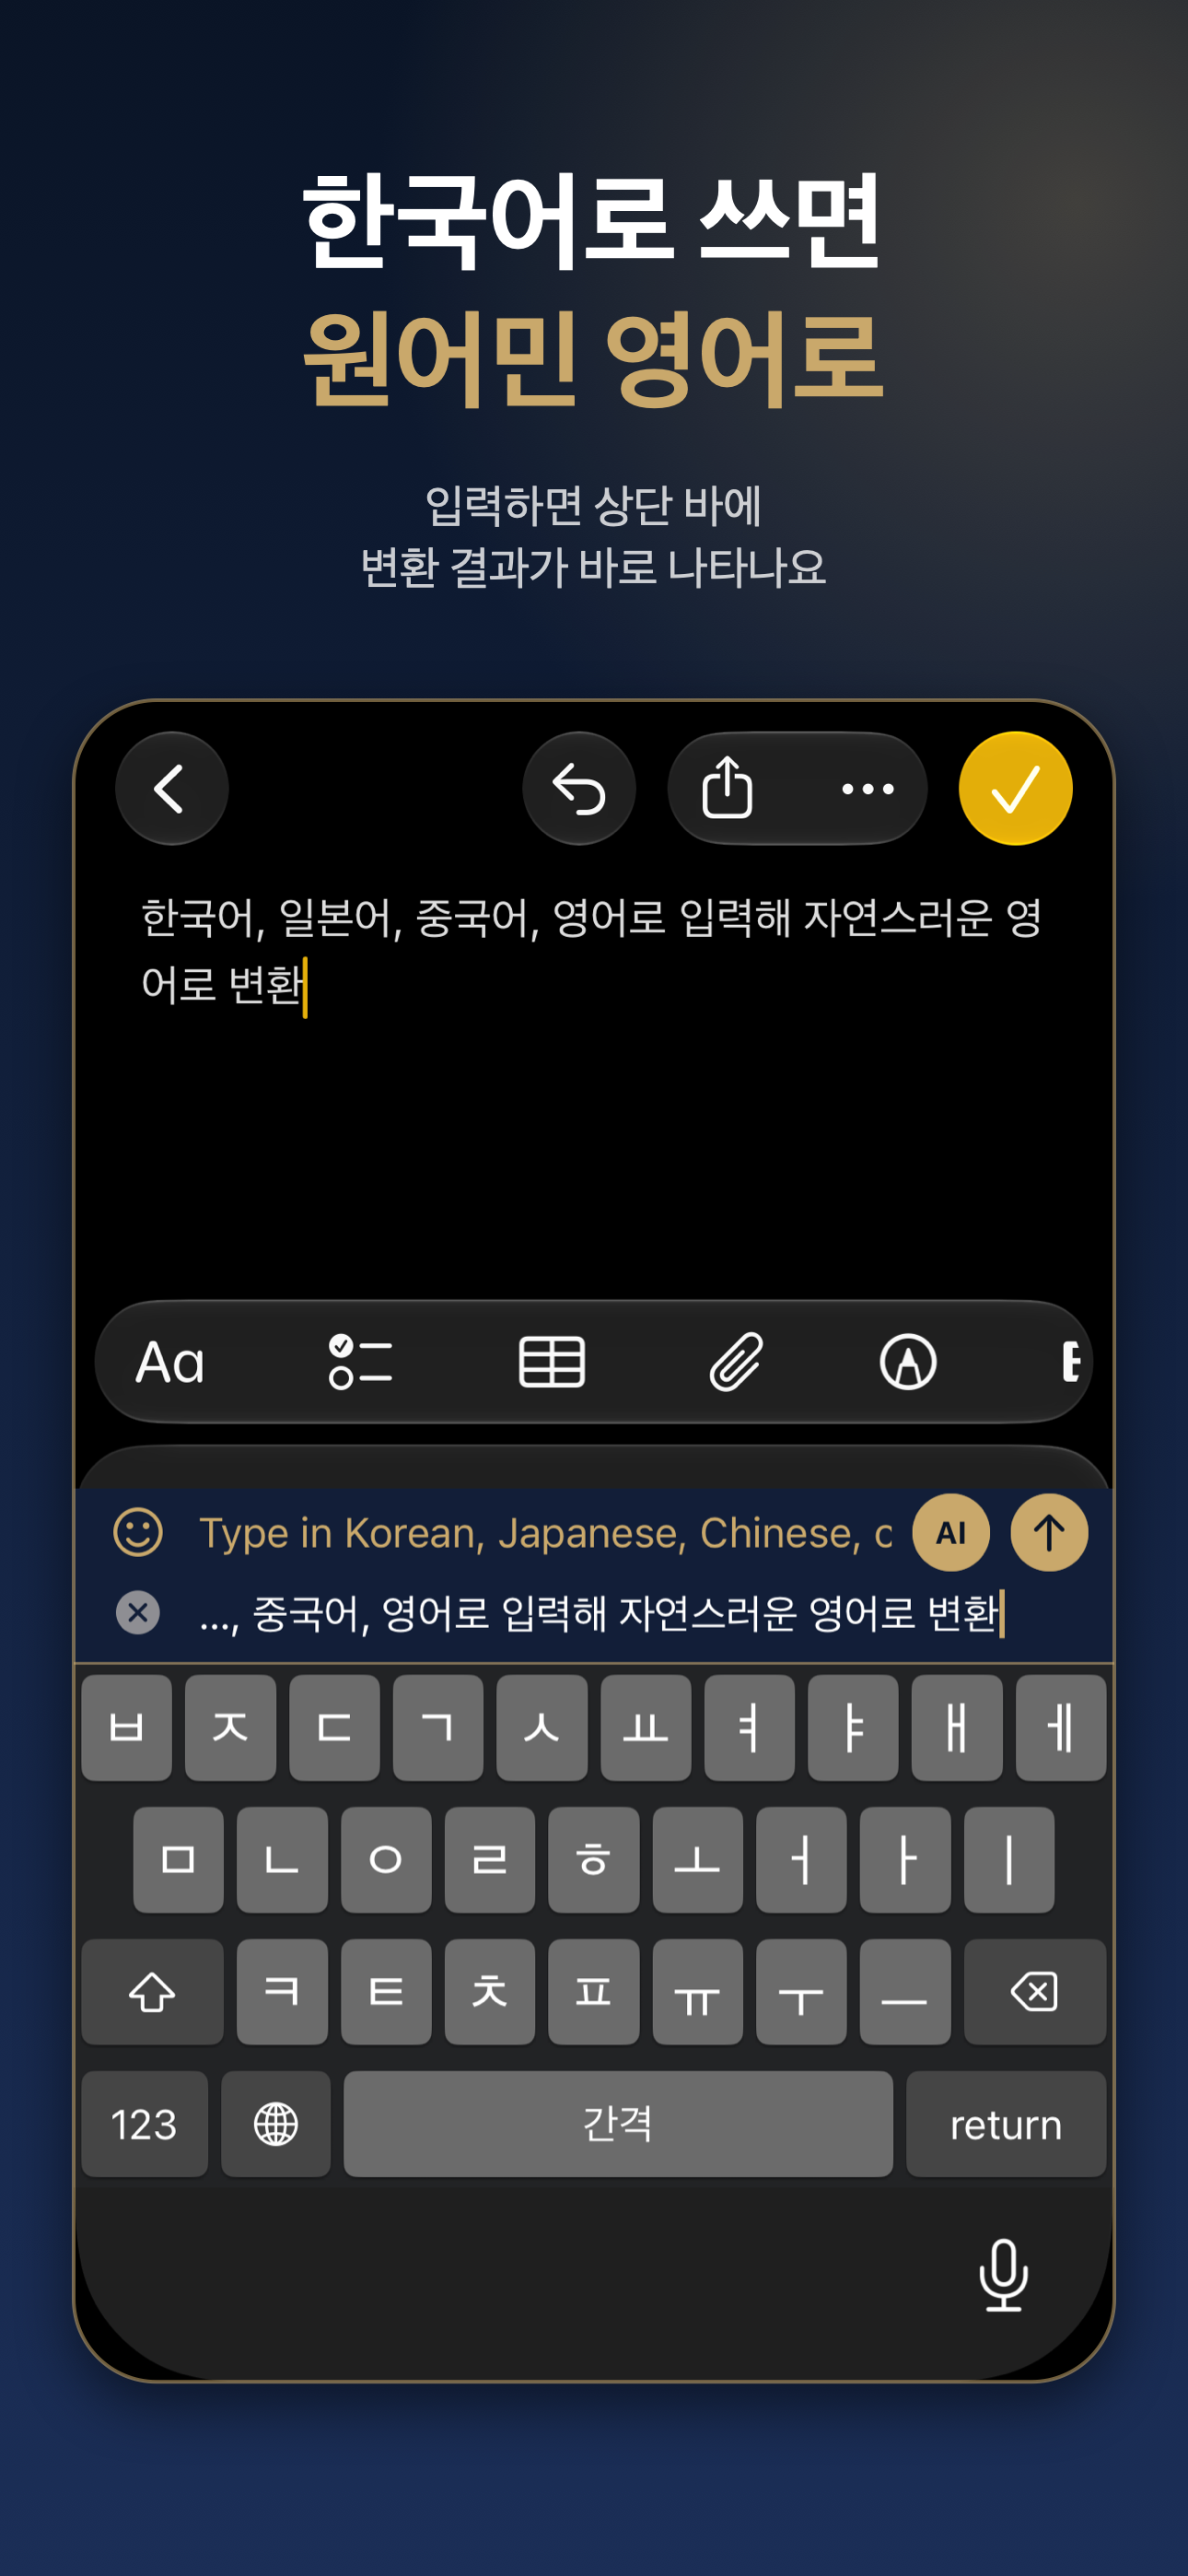 한국어로 쓰면
원어민 영어로
입력하면 상단 바에
변환 결과가 바로 나타나요
한국어, 일본어, 중국어, 영어로 입력해 자연스러운 영
어로 변환
Aa
Type in Korean, Japanese, Chinese,
AI
..., 중국어, 영어로 입력해 자연스러운 영어로 변환
ㅂ ㅈ ㄷ ㄱ ㅅ ㅛ ㅕ ㅑ ㅐ ㅔ
ㅁ ㄴ ㅇ ㄹ ㅎ ㅗ ㅓ ㅏ ㅣ
ㅋ ㅌ ㅊ ㅍ ㅠ ㅜ ㅡ
123 간격 return